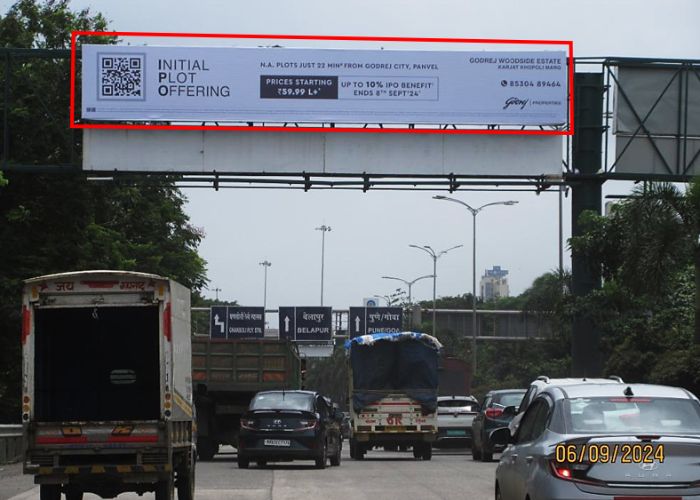 INITIAL
PLOT
OFFERING
N.A. PLOTS JUST 22 MIN* FROM GODREJ CITY, PANVEL
PRICES STARTING
₹59.99 L+*
UP TO 10% IPO BENEFIT*
ENDS 8TH SEPT'24*
GODREJ WOODSIDE ESTATE
KARJAT KHOPOLI MARG
85304 89464
Godrej | PROPERTIES
BELAPUR
बेलापुर
पुणे/गोवा
PUNE/GOA
जय
06/09/2024